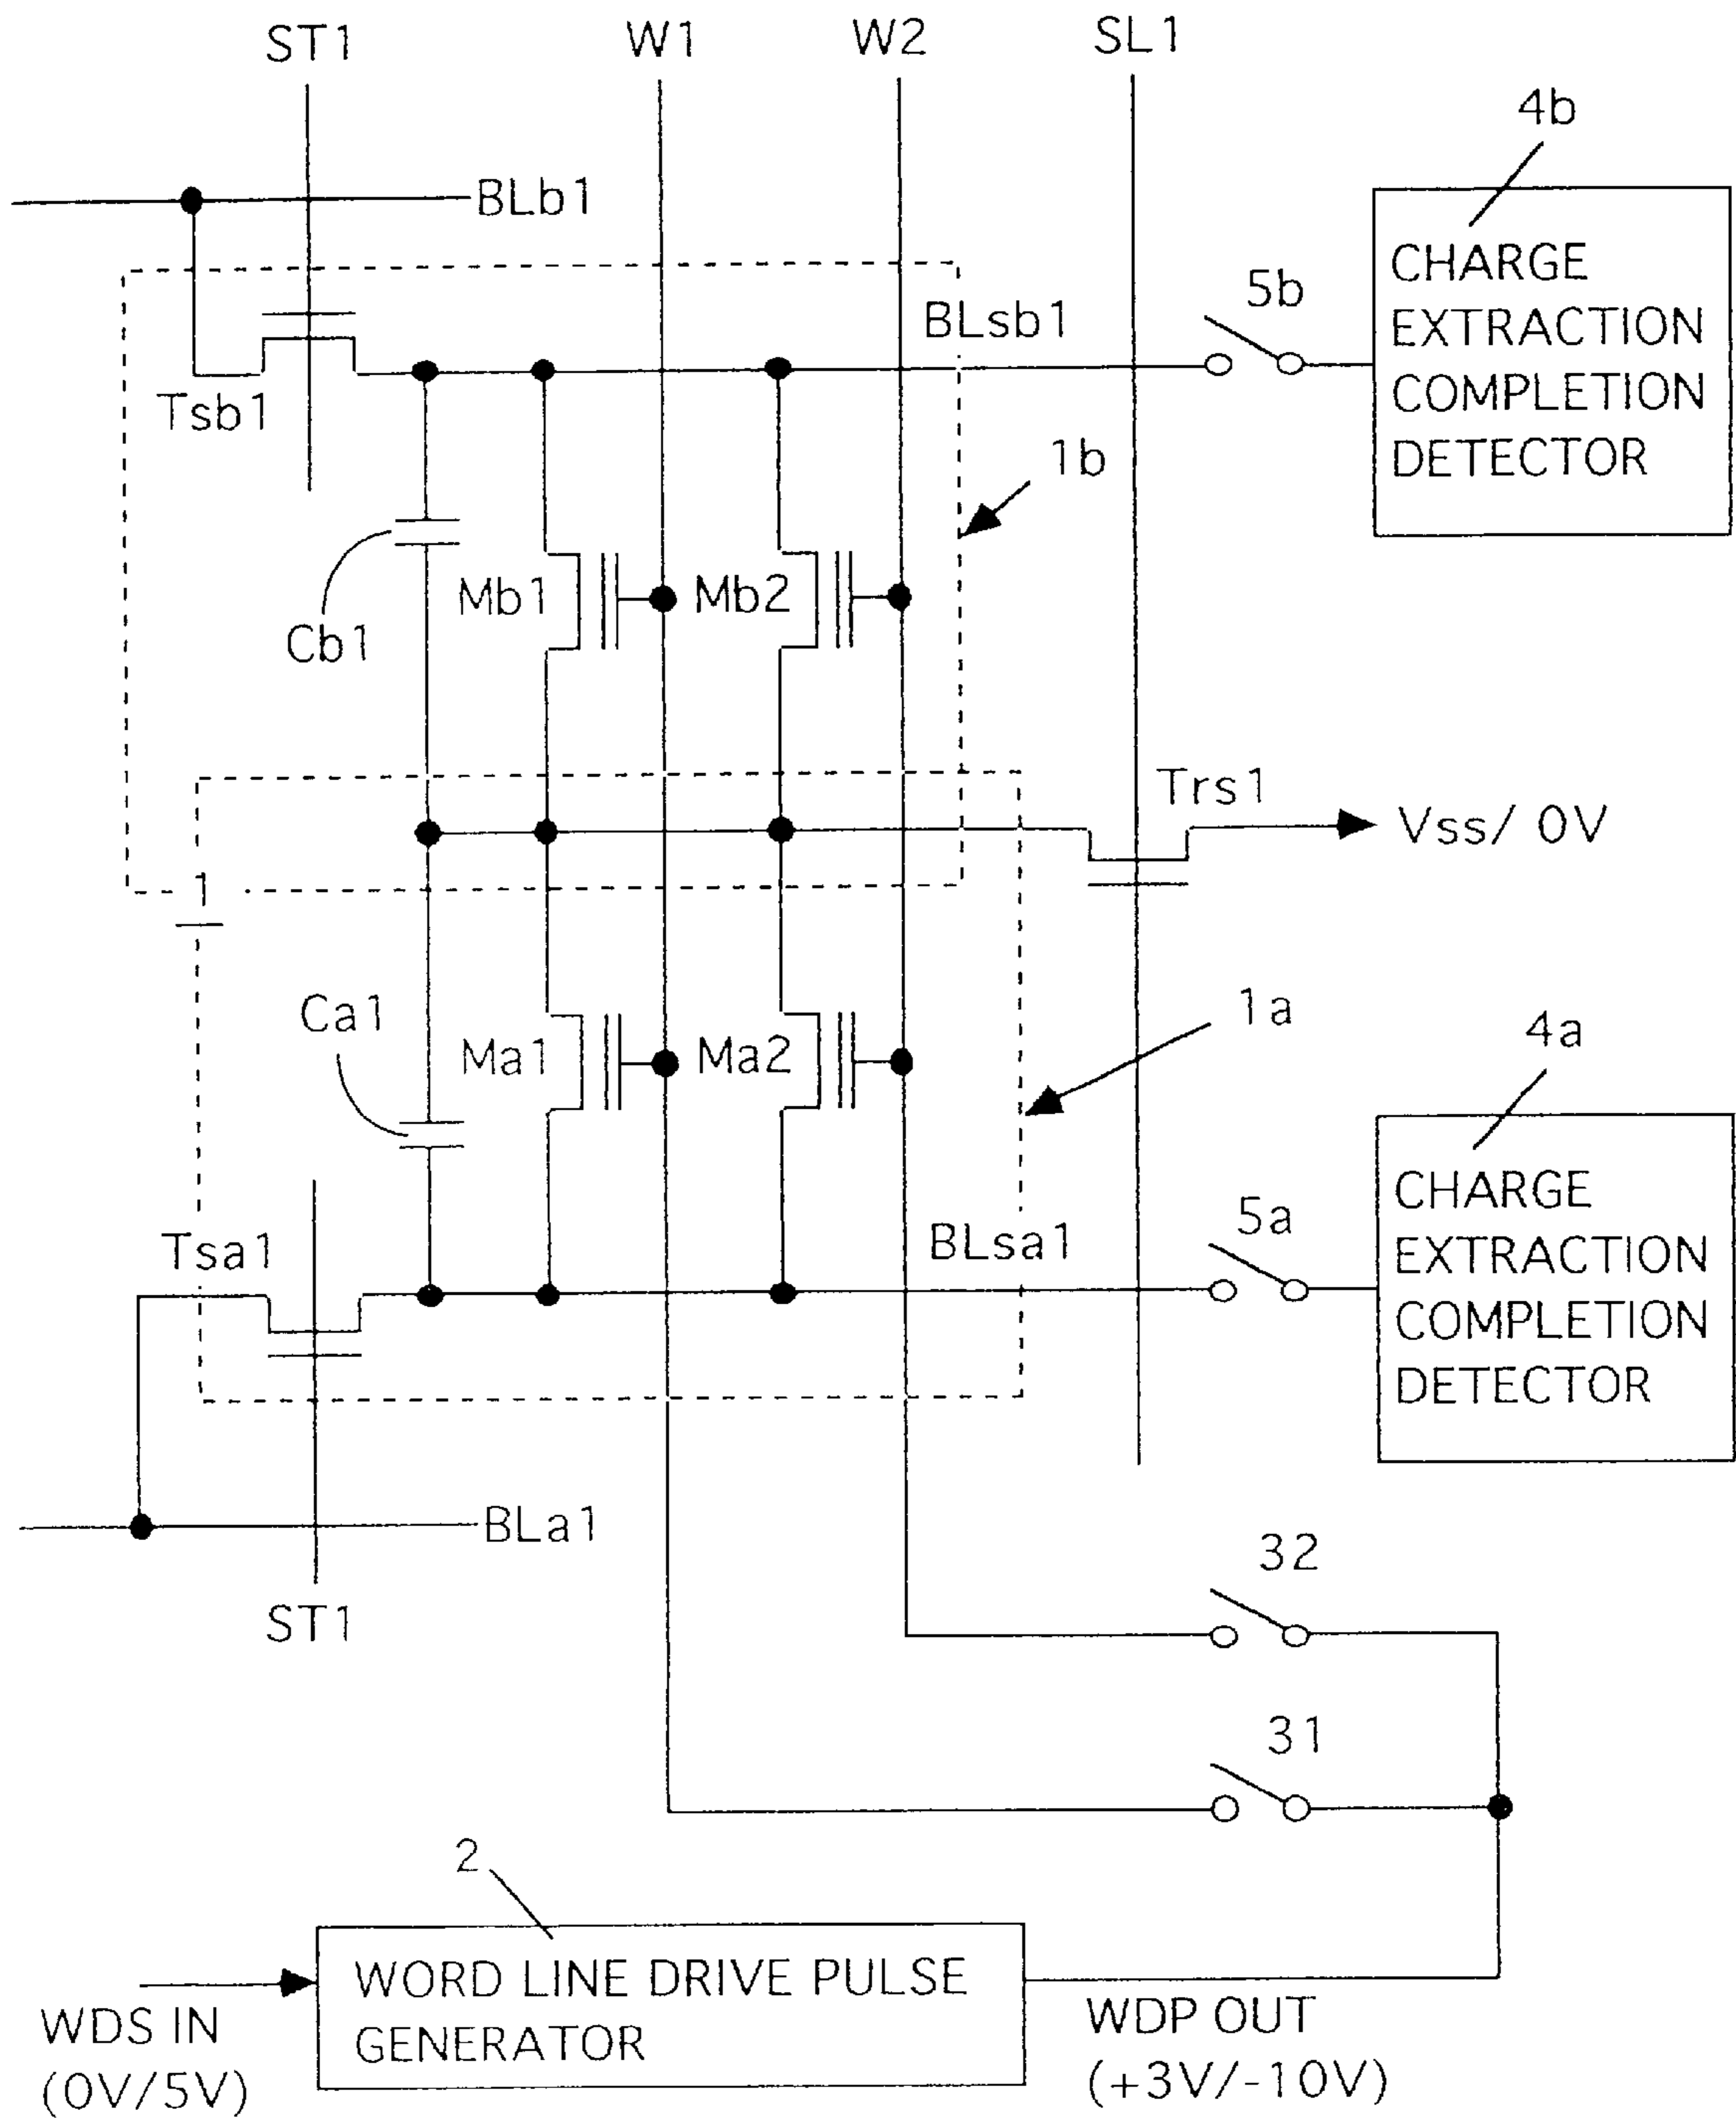 ST1
W1
W2
SL1
4b
BLb1
CHARGE
EXTRACTION
COMPLETION
DETECTOR
5b
BLsb1
Tsb1
1b
Mb1
Mb2
Cb1
Trs1
Vss/ 0V
1
Ca1
Ma1
Ma2
1a
4a
CHARGE
EXTRACTION
COMPLETION
DETECTOR
5a
Tsa1
BLsa1
BLa1
32
ST1
31
2
WORD LINE DRIVE PULSE
GENERATOR
WDS IN
(0V/5V)
WDP OUT
(+3V/-10V)